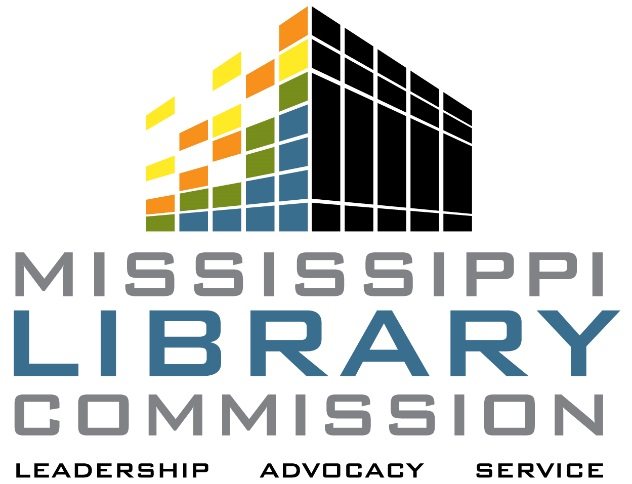 MISSISSIPPI
LIBRARY
COMMISSION
LEADERSHIP ADVOCACY SERVICE